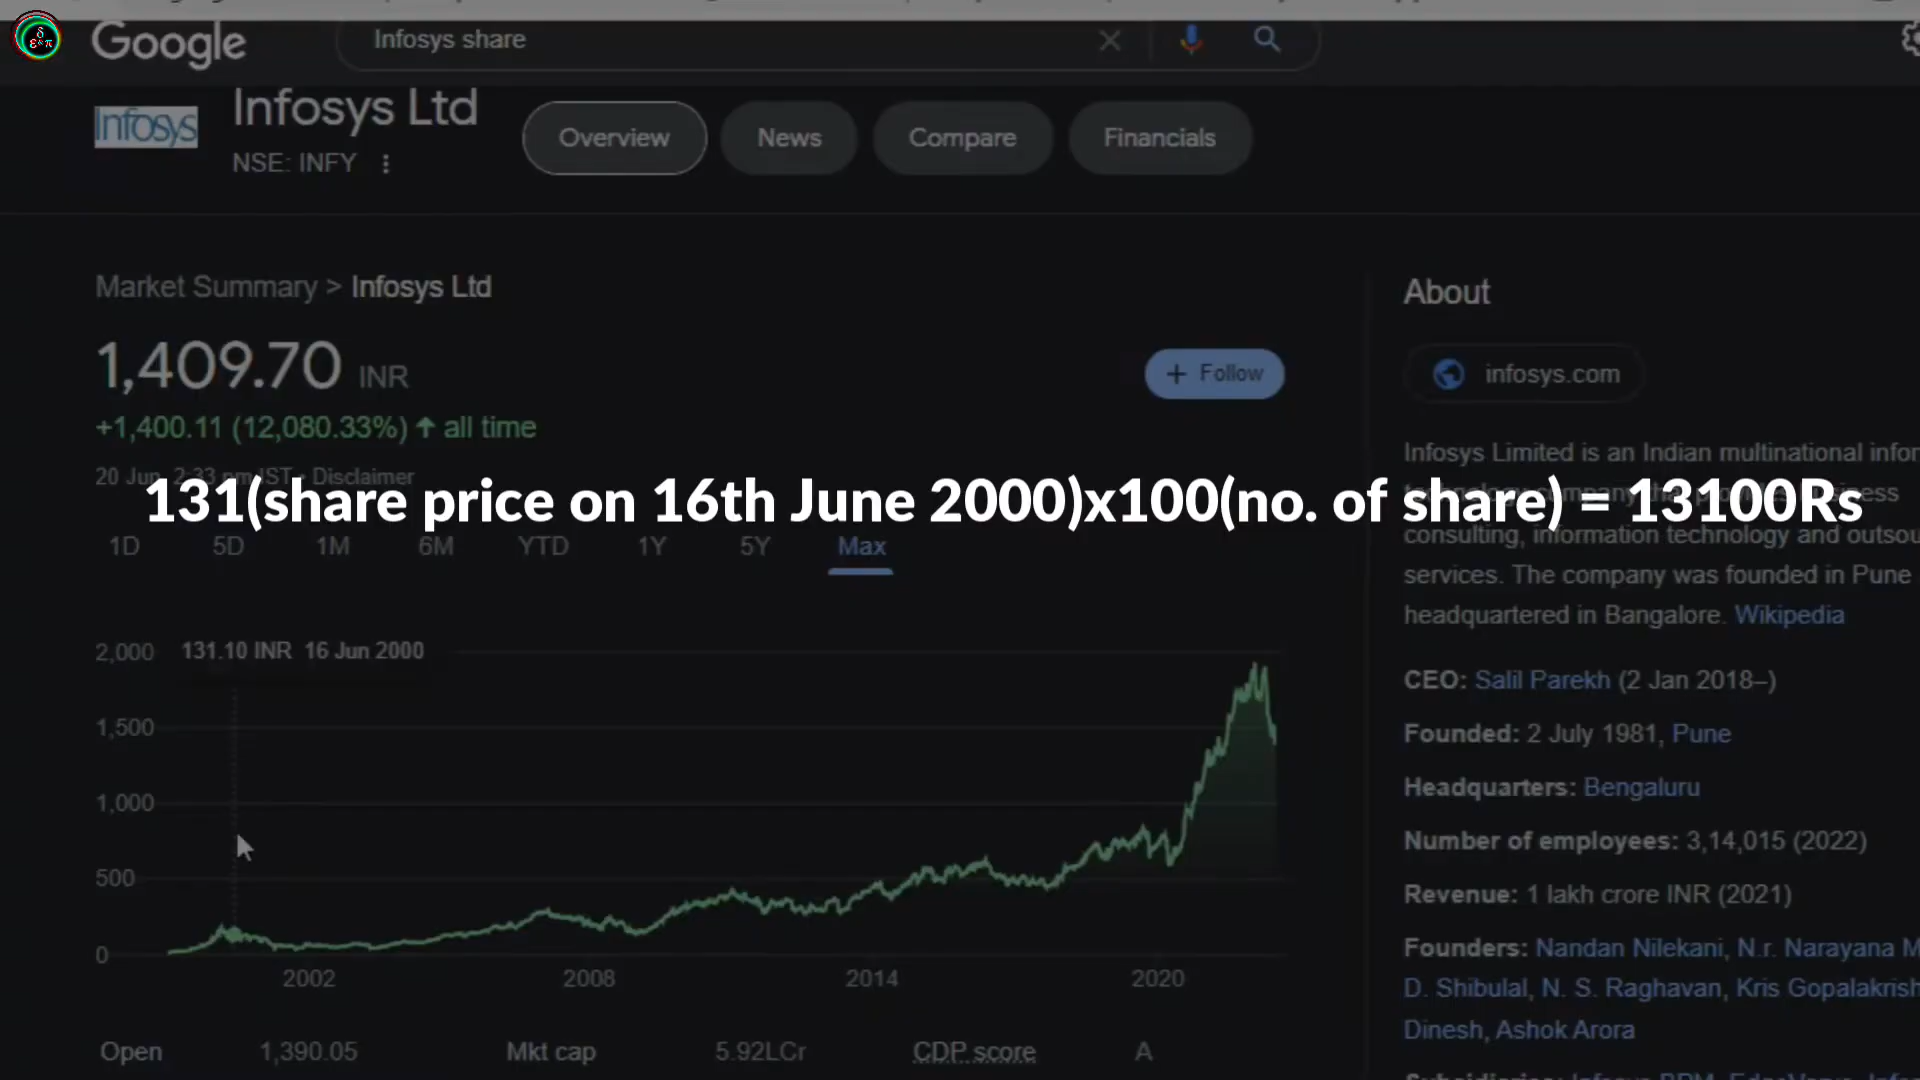 Google
Infosys share
Infosys
Infosys Ltd
NSE: INFY
Overview
News
Compare
Financials
Market Summary > Infosys Ltd
1,409.70 INR
+ Follow
+1,400.11 (12,080.33%) ↑ all time
20 Jun, 2:33 pm IST • Disclaimer
131(share price on 16th June 2000)x100(no. of share) = 13100Rs
1D 5D 1M 6M YTD 1Y 5Y Max
131.10 INR 16 Jun 2000
2,000
1,500
1,000
500
0
2002 2008 2014 2020
Open 1,390.05
Mkt cap 5.92LCr
CDP score A
About
infosys.com
Infosys Limited is an Indian multinational
consulting, information technology and
services. The company was founded in Pune
headquartered in Bangalore. Wikipedia
CEO: Salil Parekh (2 Jan 2018–)
Founded: 2 July 1981, Pune
Headquarters: Bengaluru
Number of employees: 3,14,015 (2022)
Revenue: 1 lakh crore INR (2021)
Founders: Nandan Nilekani, N.r. Narayana M
D. Shibulal, N. S. Raghavan, Kris Gopalakrish
Dinesh, Ashok Arora